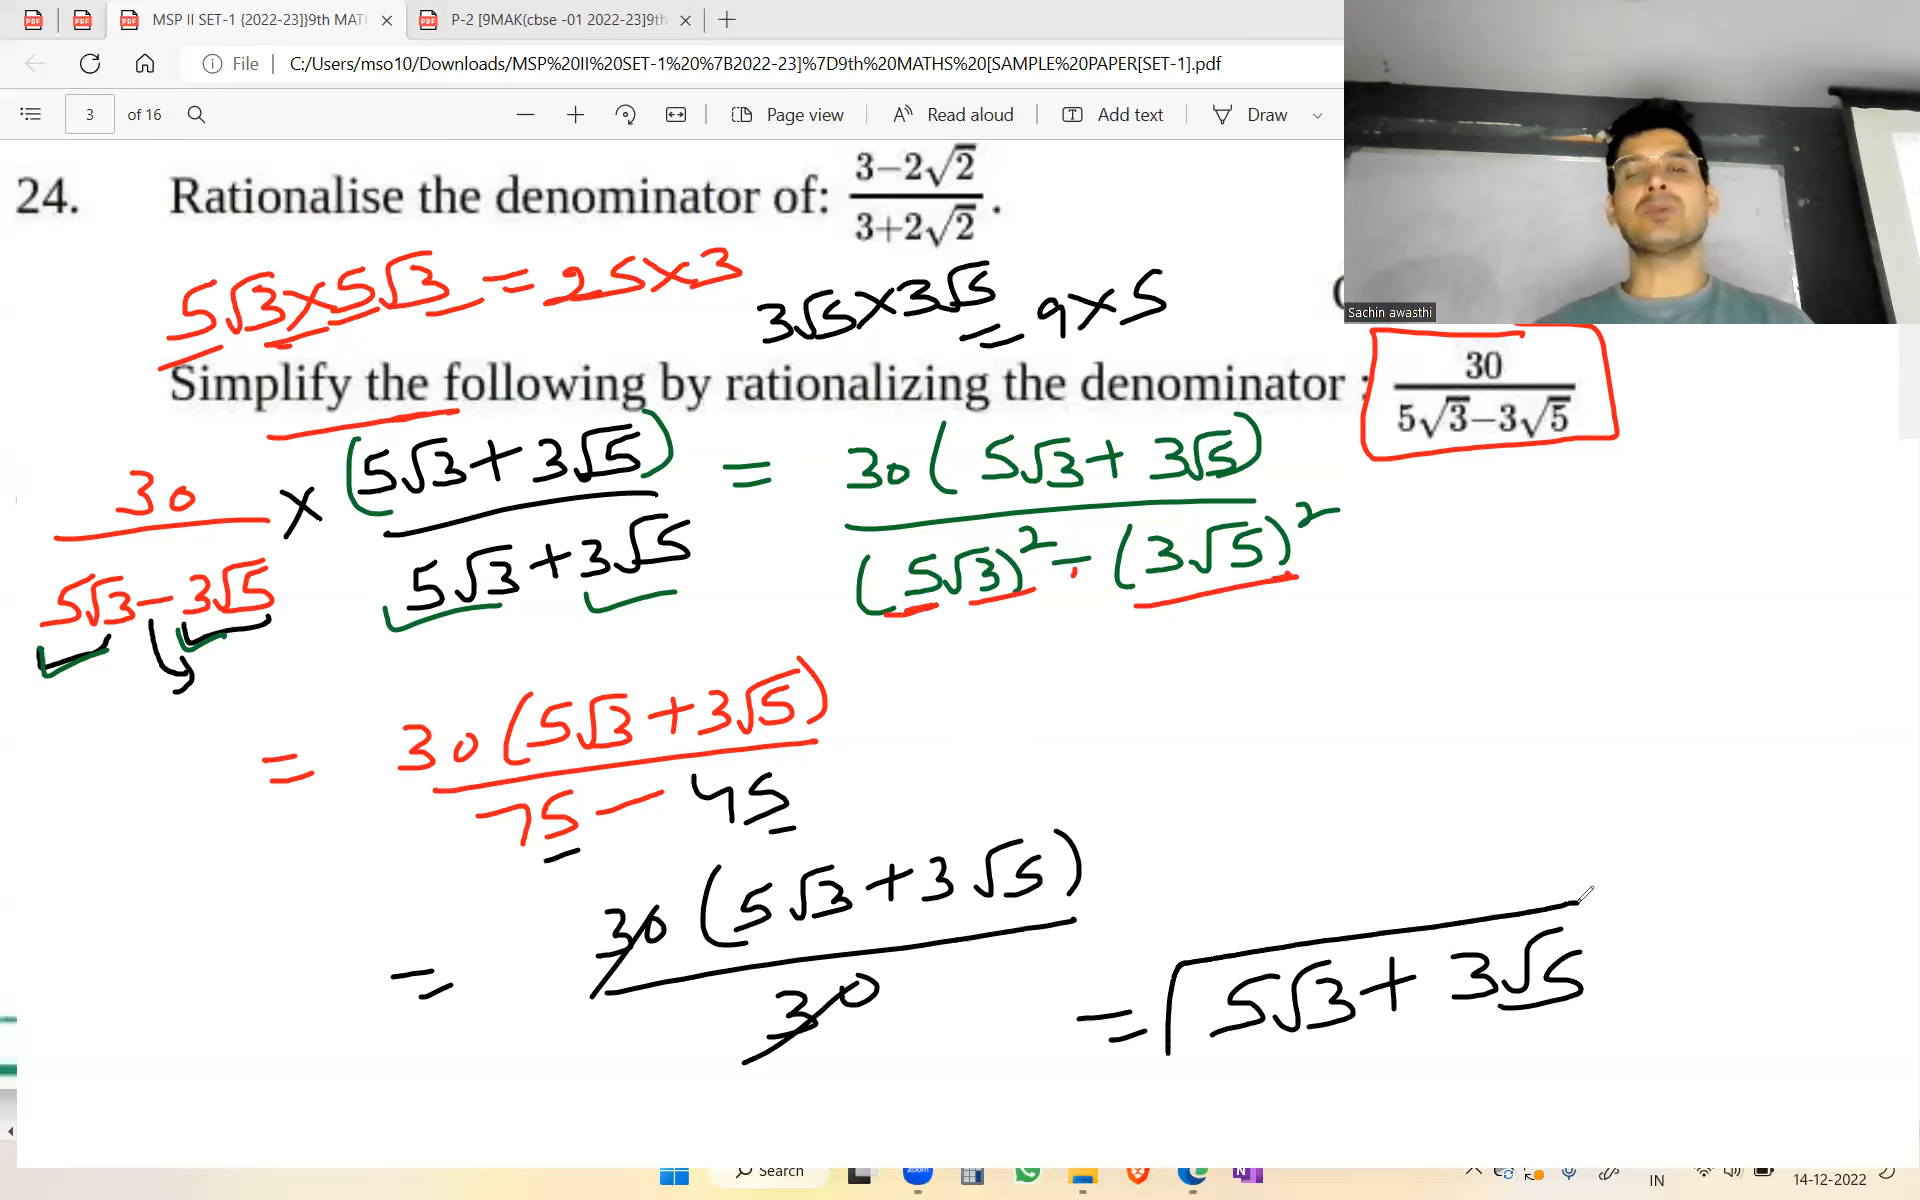 MSP II SET-1 {2022-23]}9th MATH
P-2 [9MAK(cbse -01 2022-23]9th
File
C:/Users/mso10/Downloads/MSP%20II%20SET-1%20%7B2022-23]%7D9th%20MATHS%20[SAMPLE%20PAPER[SET-1].pdf
3 of 16
Page view
Read aloud
Add text
Draw
Sachin awasthi
24. Rationalise the denominator of: (3−2√2)/(3+2√2).
5√3×5√3 = 25×3
3√5×3√5 = 9×5
Simplify the following by rationalizing the denominator : 30/(5√3−3√5)
30/(5√3−3√5) × (5√3+3√5)/(5√3+3√5) = 30(5√3+3√5)/((5√3)²−(3√5)²)
= 30(5√3+3√5)/(75−45)
= 30(5√3+3√5)/30 = 5√3+3√5
Search
IN
14-12-2022